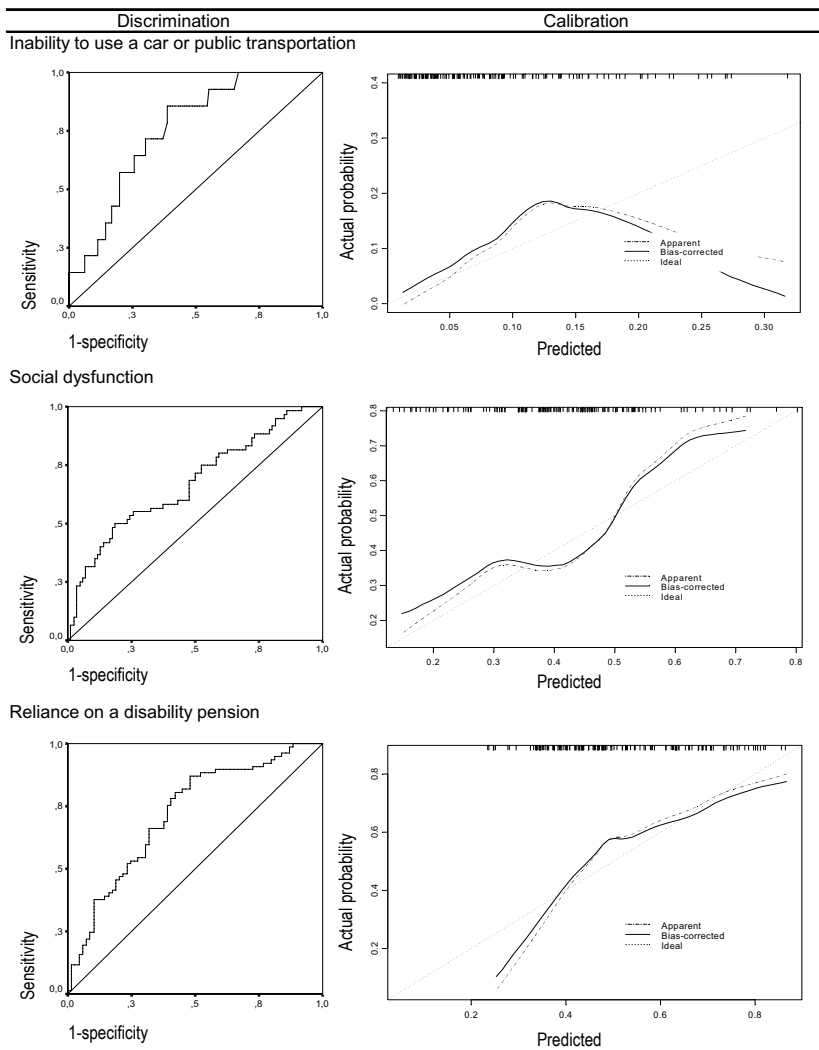 Discrimination Calibration
Inability to use a car or public transportation
Sensitivity
1,0
,8
,5
,3
0,0
0,0 ,3 ,5 ,8 1,0
1-specificity
Actual probability
0.4
0.3
0.2
0.1
0.0
Apparent
Bias-corrected
Ideal
0.05 0.10 0.15 0.20 0.25 0.30
Predicted
Social dysfunction
Sensitivity
1,0
,8
,5
,3
0,0
0,0 ,3 ,5 ,8 1,0
1-specificity
Actual probability
0.8
0.7
0.6
0.5
0.4
0.3
0.2
Apparent
Bias-corrected
Ideal
0.2 0.3 0.4 0.5 0.6 0.7 0.8
Predicted
Reliance on a disability pension
Sensitivity
1,0
,8
,5
,3
0,0
0,0 ,3 ,5 ,8 1,0
1-specificity
Actual probability
0.8
0.6
0.4
0.2
Apparent
Bias-corrected
Ideal
0.2 0.4 0.6 0.8
Predicted